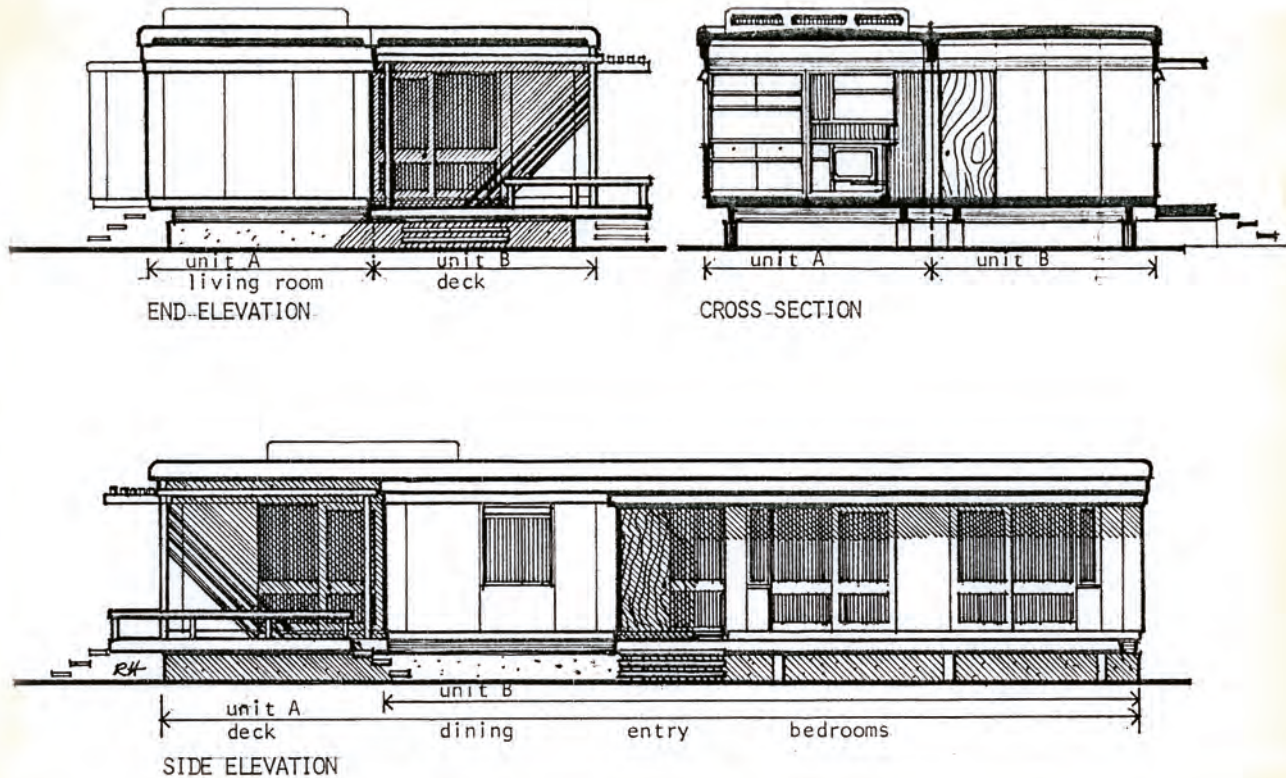 unit A
unit B
living room
deck
END-ELEVATION
unit A
unit B
CROSS-SECTION
RH
unit B
unit A
deck
dining
entry
bedrooms
SIDE ELEVATION